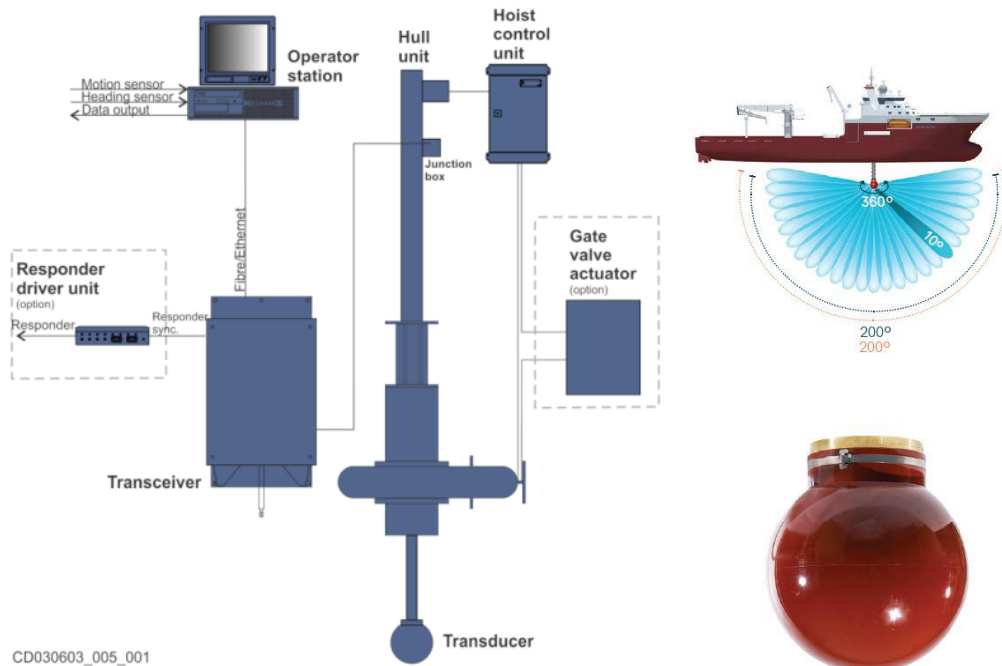 Operator
station
Motion sensor
Heading sensor
Data output
Hull
unit
Hoist
control
unit
Junction
box
Fibre/Ethernet
Responder
driver unit
(option)
Responder
Responder
sync.
Gate
valve
actuator
(option)
Transceiver
Transducer
CD030603_005_001
360°
10°
200°
200°